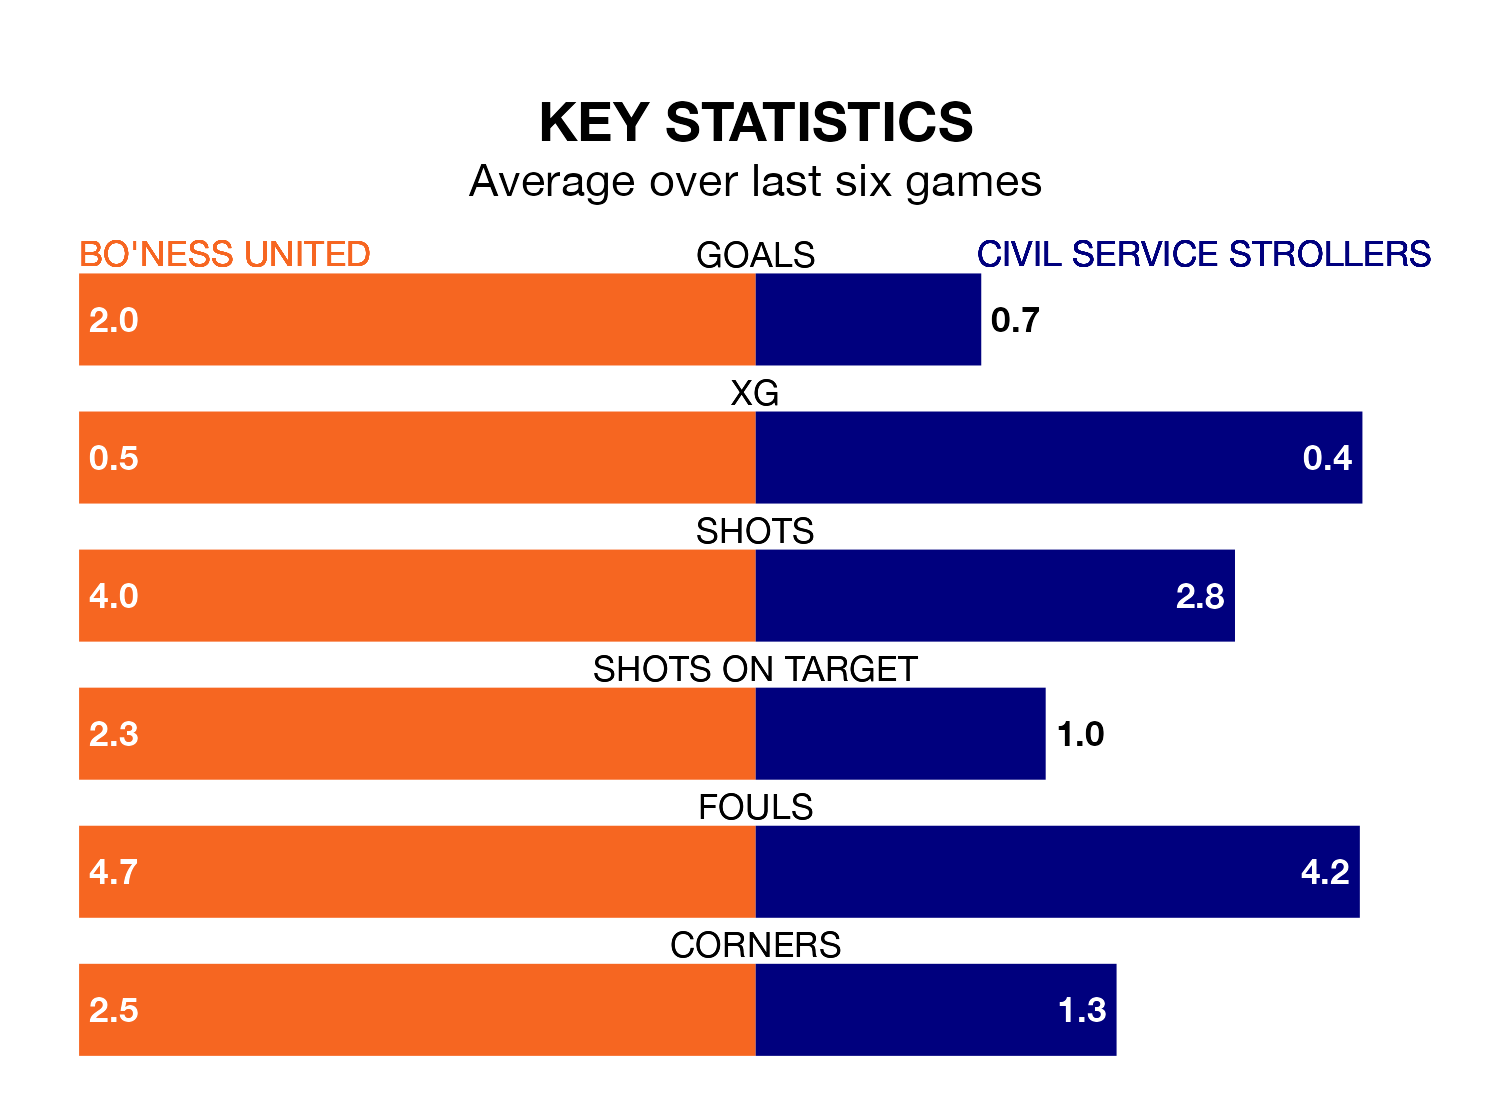 KEY STATISTICS
Average over last six games
BO'NESS UNITED GOALS CIVIL SERVICE STROLLERS
2.0 0.7
XG
0.5 0.4
SHOTS
4.0 2.8
SHOTS ON TARGET
2.3 1.0
FOULS
4.7 4.2
CORNERS
2.5 1.3